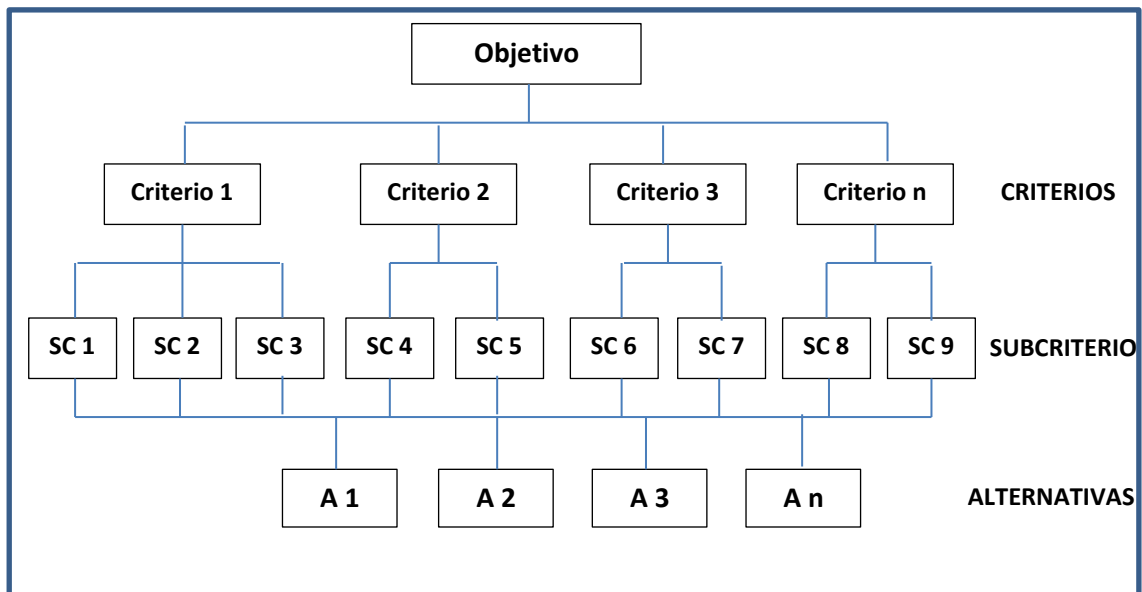 Objetivo
Criterio 1 Criterio 2 Criterio 3 Criterio n CRITERIOS
SC 1 SC 2 SC 3 SC 4 SC 5 SC 6 SC 7 SC 8 SC 9 SUBCRITERIO
A 1 A 2 A 3 A n ALTERNATIVAS